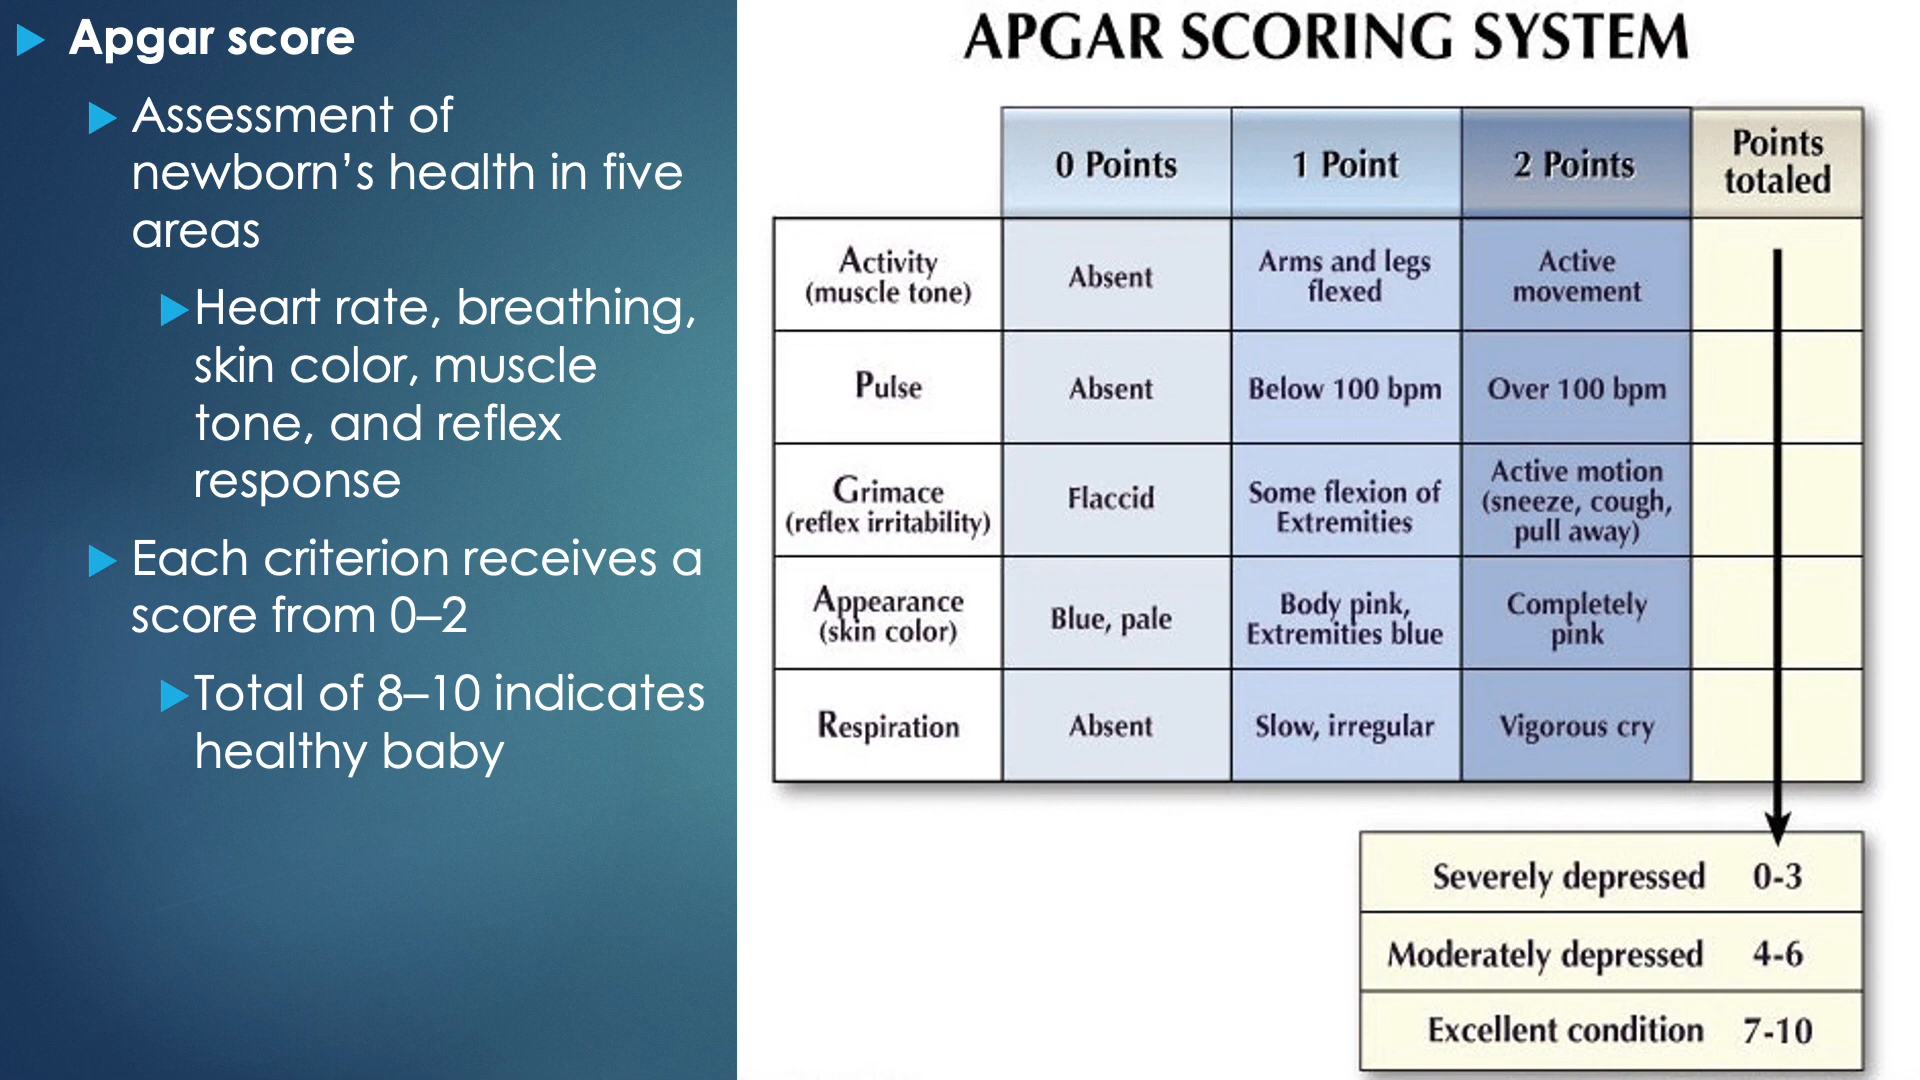 Apgar score
Assessment of
newborn’s health in five
areas
Heart rate, breathing,
skin color, muscle
tone, and reflex
response
Each criterion receives a
score from 0–2
Total of 8–10 indicates
healthy baby
APGAR SCORING SYSTEM
0 Points
1 Point
2 Points
Points
totaled
Activity
(muscle tone)
Absent
Arms and legs
flexed
Active
movement
Pulse
Absent
Below 100 bpm
Over 100 bpm
Grimace
(reflex irritability)
Flaccid
Some flexion of
Extremities
Active motion
(sneeze, cough,
pull away)
Appearance
(skin color)
Blue, pale
Body pink,
Extremities blue
Completely
pink
Respiration
Absent
Slow, irregular
Vigorous cry
Severely depressed 0-3
Moderately depressed 4-6
Excellent condition 7-10